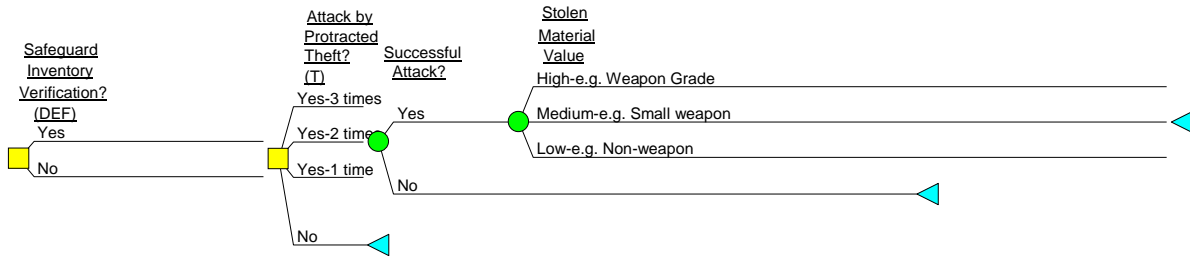 Safeguard
Inventory
Verification?
(DEF)
Yes
No
Attack by
Protracted
Theft?
(T)
Yes-3 times
Yes-2 times
Yes-1 time
No
Successful
Attack?
Yes
No
Stolen
Material
Value
High-e.g. Weapon Grade
Medium-e.g. Small weapon
Low-e.g. Non-weapon